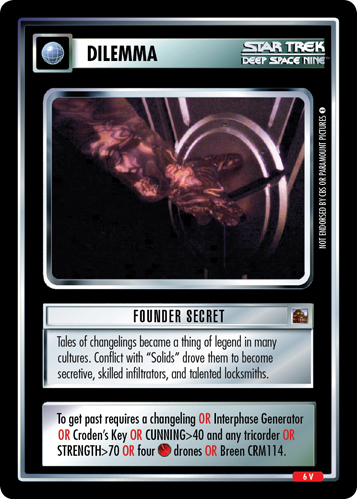 DILEMMA
STAR TREK
DEEP SPACE NINE
NOT ENDORSED BY CBS OR PARAMOUNT PICTURES
FOUNDER SECRET
Tales of changelings became a thing of legend in many
cultures. Conflict with “Solids” drove them to become
secretive, skilled infiltrators, and talented locksmiths.
To get past requires a changeling OR Interphase Generator
OR Croden's Key OR CUNNING>40 and any tricorder OR
STRENGTH>70 OR four drones OR Breen CRM114.
6 V